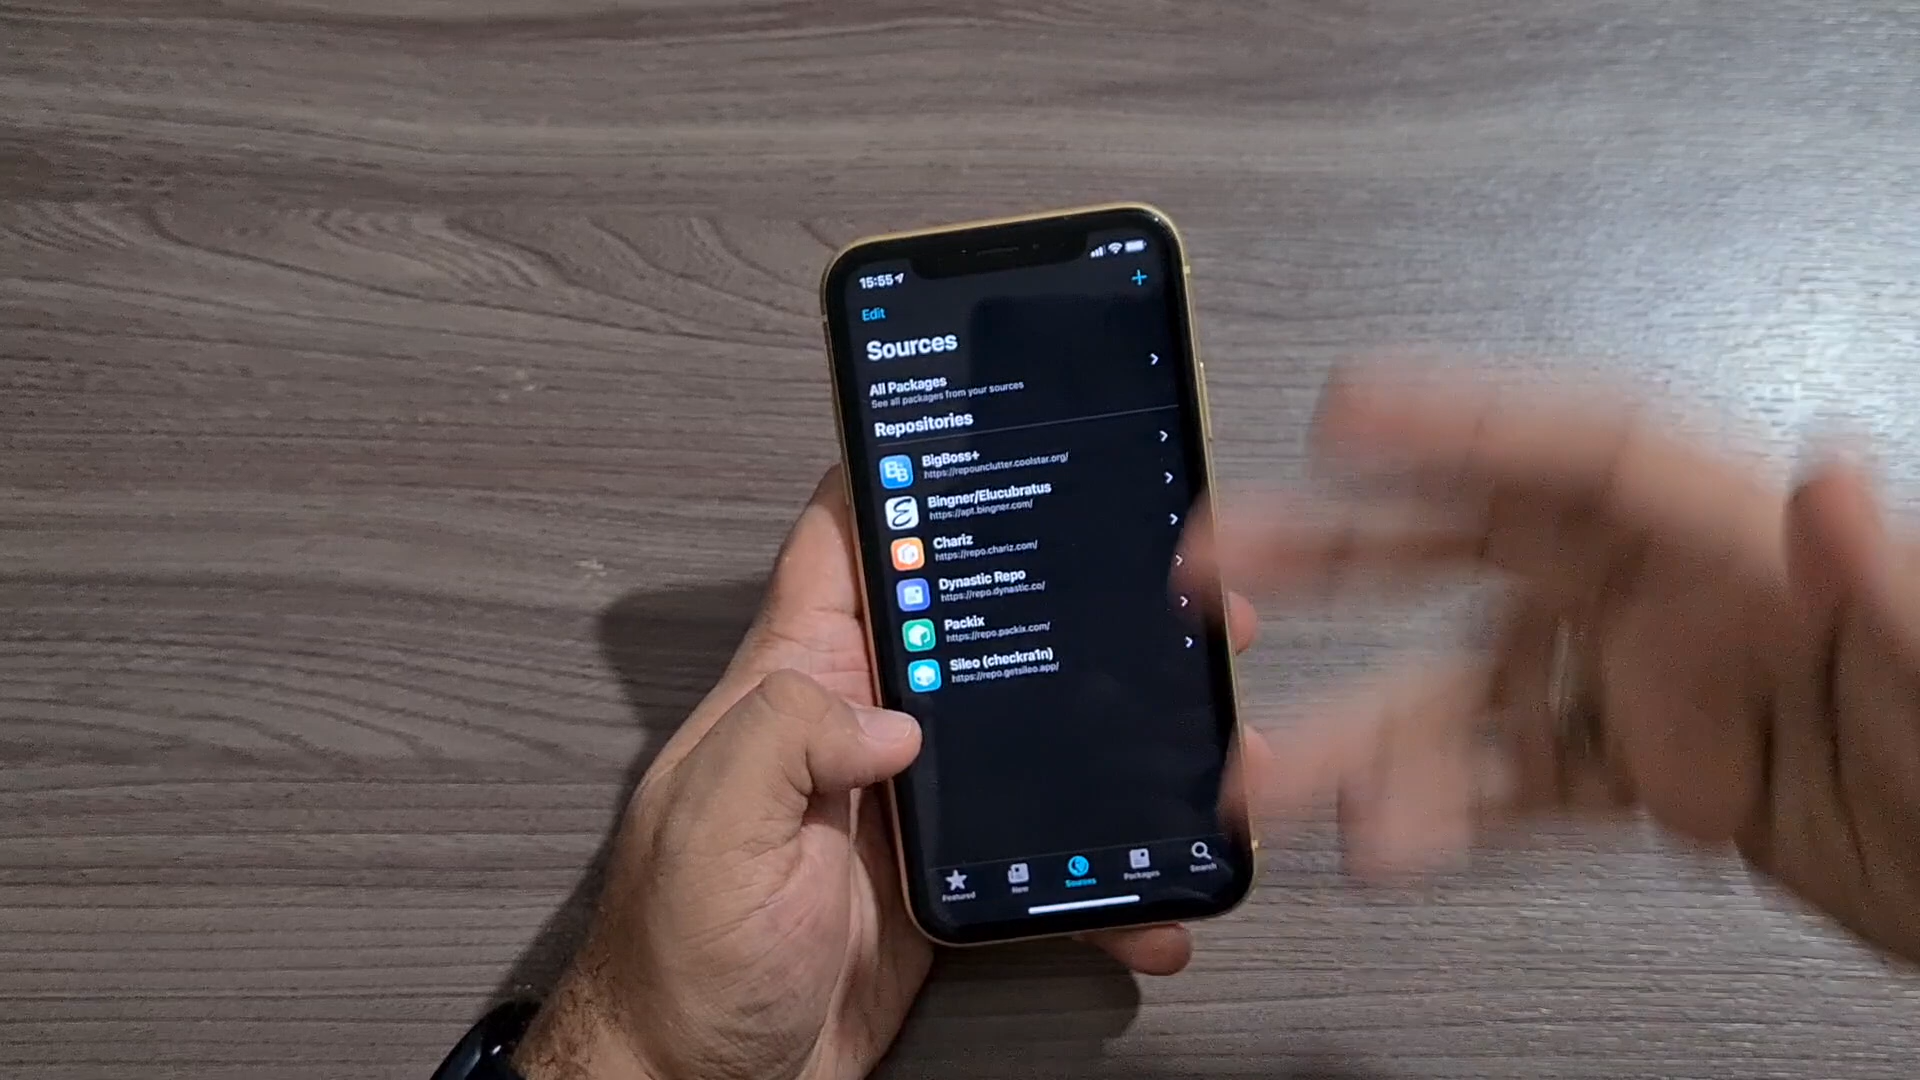 15:55
Edit
Sources
All Packages
See all packages from your sources
Repositories
BigBoss+
https://repounclutter.coolstar.org/
Bingner/Elucubratus
https://apt.bingner.com/
Chariz
https://repo.chariz.com/
Dynastic Repo
https://repo.dynastic.co/
Packix
https://repo.packix.com/
Sileo (checkra1n)
https://repo.getsileo.app/
Featured
New
Sources
Packages
Search